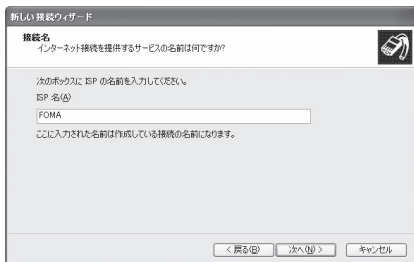 新しい接続ウィザード
接続名
インターネット接続を提供するサービスの名前は何ですか?
次のボックスに ISP の名前を入力してください。
ISP 名(A)
FOMA
ここに入力された名前は作成している接続の名前になります。
< 戻る(B)
次へ(N) >
キャンセル